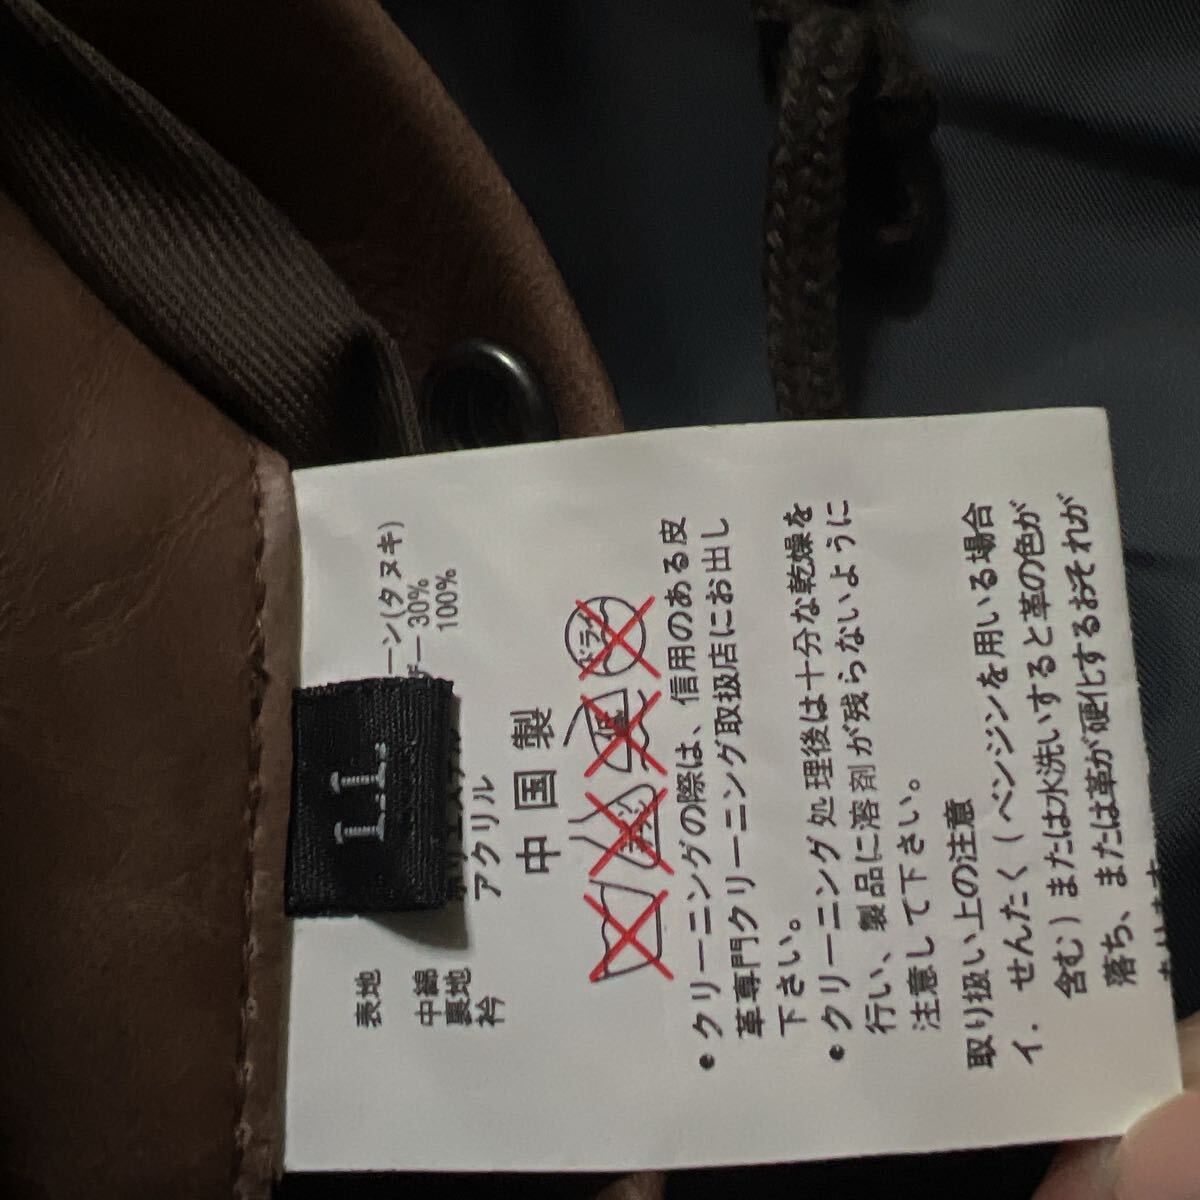 LL
表地
ーン(タヌキ)
ー 30%
中綿
100%
裏地
衿
アクリル
中国製
ドライ
● クリーニングの際は、信用のある皮
革専門クリーニング取扱店にお出し
下さい。
● クリーニング処理後は十分な乾燥を
行い、製品に溶剤が残らないように
注意して下さい。
取り扱い上の注意
イ. せんたく(ベンジンを用いる場合
含む)または水洗いすると革の色が
落ち、または革が硬化するおそれが